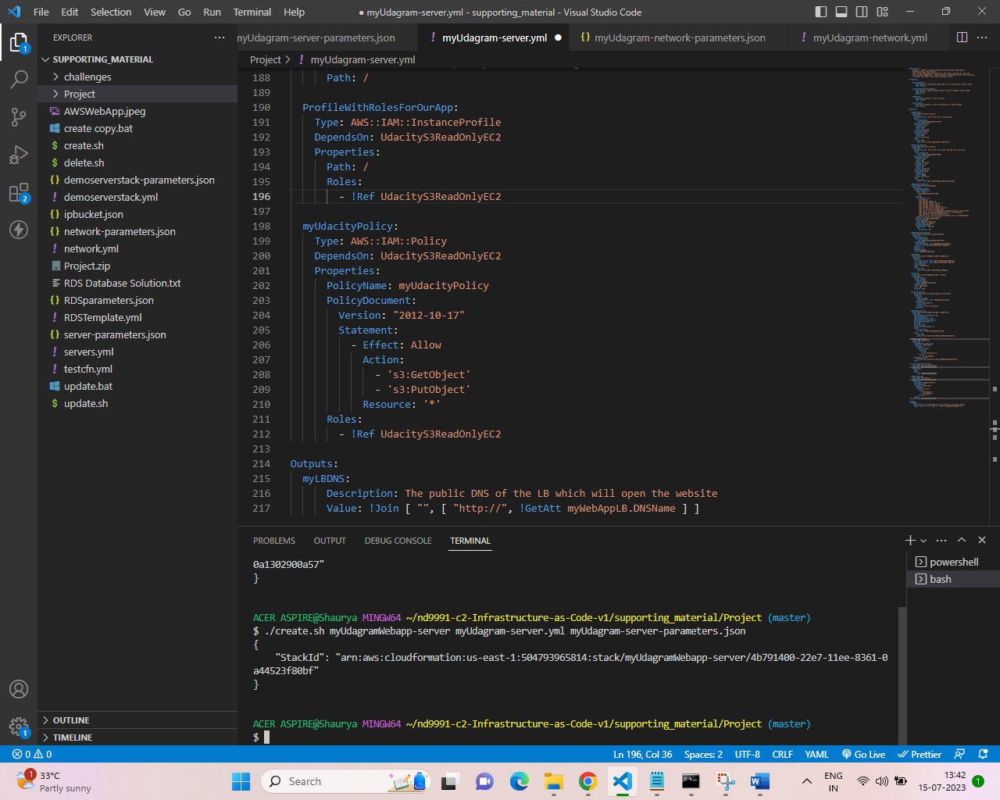 File Edit Selection View Go Run Terminal Help
● myUdagram-server.yml - supporting_material - Visual Studio Code
EXPLORER
myUdagram-server-parameters.json
! myUdagram-server.yml ●
{} myUdagram-network-parameters.json
! myUdagram-network.yml
Project > ! myUdagram-server.yml
SUPPORTING_MATERIAL
challenges
Project
AWSWebApp.jpeg
create copy.bat
$ create.sh
$ delete.sh
{} demoserverstack-parameters.json
! demoserverstack.yml
{} ipbucket.json
{} network-parameters.json
! network.yml
Project.zip
RDS Database Solution.txt
{} RDSparameters.json
! RDSTemplate.yml
{} server-parameters.json
! servers.yml
! testcfn.yml
update.bat
$ update.sh
OUTLINE
TIMELINE
1
2
1
188 Path: /
189
190 ProfileWithRolesForOurApp:
191 Type: AWS::IAM::InstanceProfile
192 DependsOn: UdacityS3ReadOnlyEC2
193 Properties:
194 Path: /
195 Roles:
196 - !Ref UdacityS3ReadOnlyEC2
197
198 myUdacityPolicy:
199 Type: AWS::IAM::Policy
200 DependsOn: UdacityS3ReadOnlyEC2
201 Properties:
202 PolicyName: myUdacityPolicy
203 PolicyDocument:
204 Version: "2012-10-17"
205 Statement:
206 - Effect: Allow
207 Action:
208 - 's3:GetObject'
209 - 's3:PutObject'
210 Resource: '*'
211 Roles:
212 - !Ref UdacityS3ReadOnlyEC2
213
214 Outputs:
215 myLBDNS:
216 Description: The public DNS of the LB which will open the website
217 Value: !Join [ "", [ "http://", !GetAtt myWebAppLB.DNSName ] ]
PROBLEMS OUTPUT DEBUG CONSOLE TERMINAL
powershell
bash
0a1302900a57"
}
ACER ASPIRE@Shaurya MINGW64 ~/nd9991-c2-Infrastructure-as-Code-v1/supporting_material/Project (master)
$ ./create.sh myUdagramWebapp-server myUdagram-server.yml myUdagram-server-parameters.json
{
"StackId": "arn:aws:cloudformation:us-east-1:504793965814:stack/myUdagramWebapp-server/4b791400-22e7-11ee-8361-0
a44523f80bf"
}
ACER ASPIRE@Shaurya MINGW64 ~/nd9991-c2-Infrastructure-as-Code-v1/supporting_material/Project (master)
$
0 0
Ln 196, Col 36 Spaces: 2 UTF-8 CRLF YAML Go Live Prettier
1
33°C
Partly sunny
Search
ENG
IN
13:42
15-07-2023
1